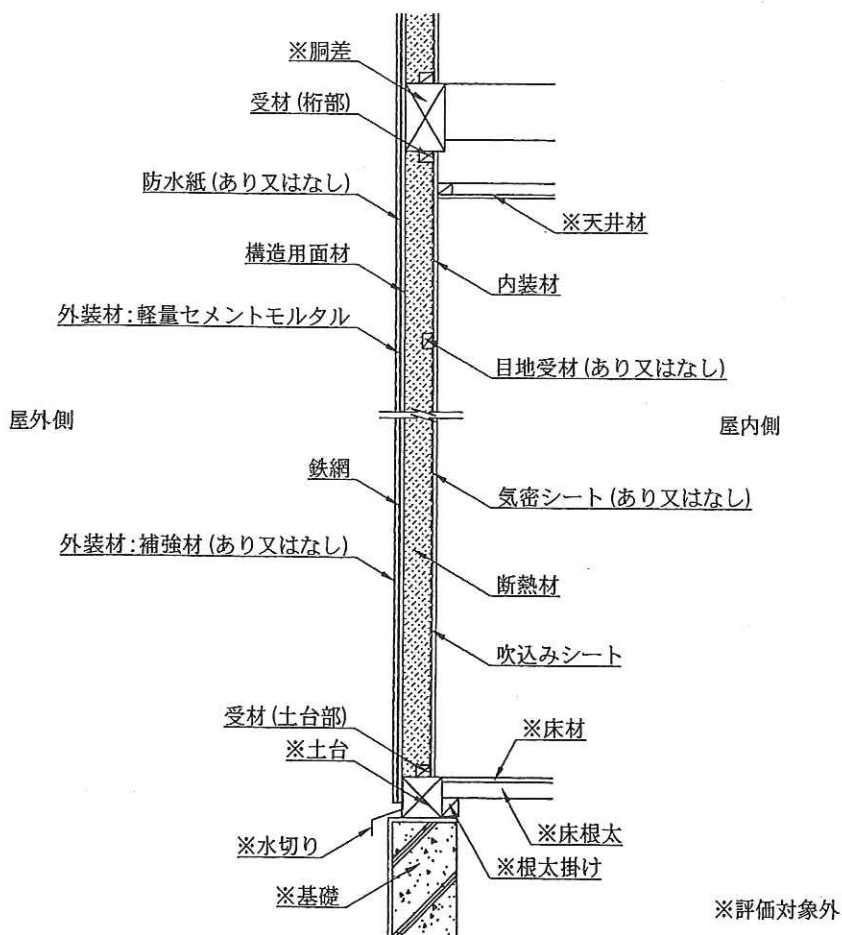 ※胴差
受材(桁部)
防水紙(あり又はなし)
※天井材
構造用面材
内装材
外装材:軽量セメントモルタル
目地受材(あり又はなし)
屋外側
屋内側
鉄網
気密シート(あり又はなし)
外装材:補強材(あり又はなし)
断熱材
吹込みシート
受材(土台部)
※床材
※土台
※床根太
※水切り
※根太掛け
※基礎
※評価対象外